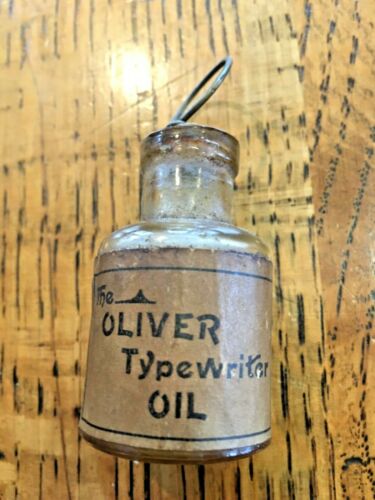 The
OLIVER
Typewriter
OIL